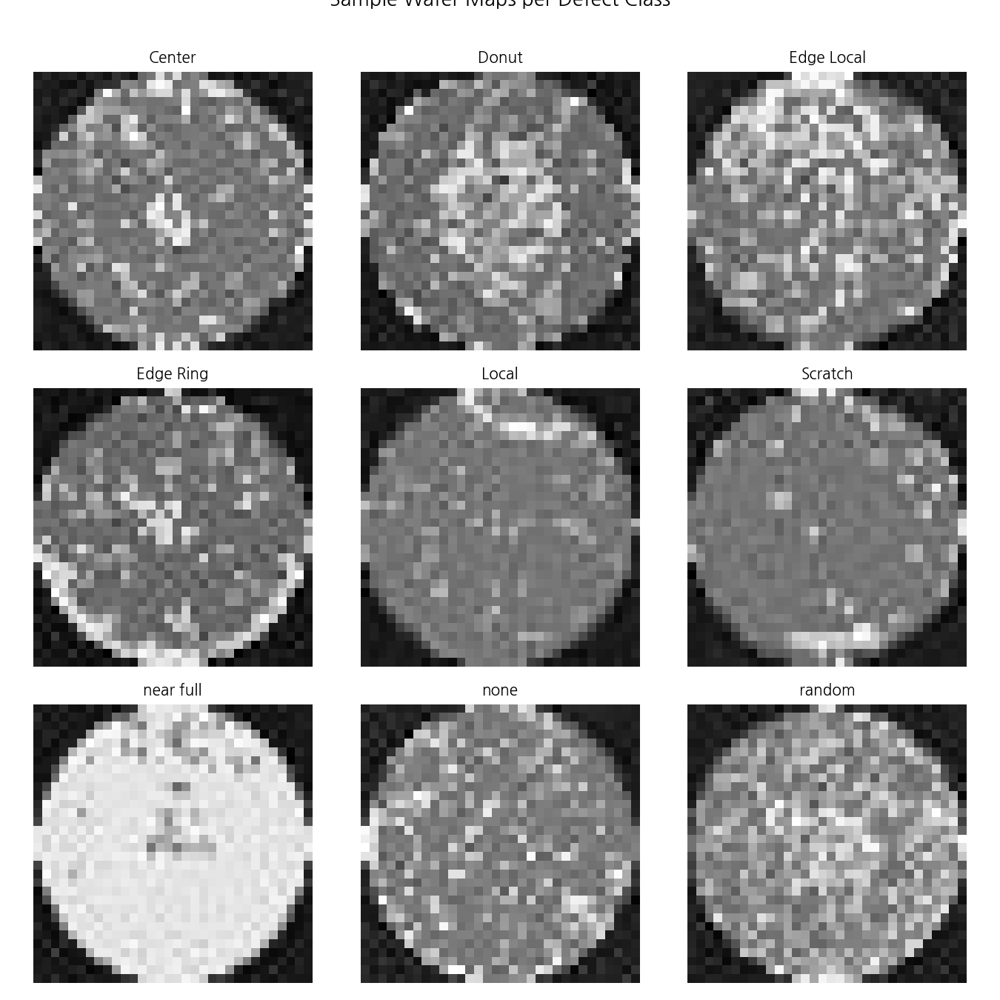 Sample Wafer Maps per Defect Class
Center
Donut
Edge Local
Edge Ring
Local
Scratch
near full
none
random